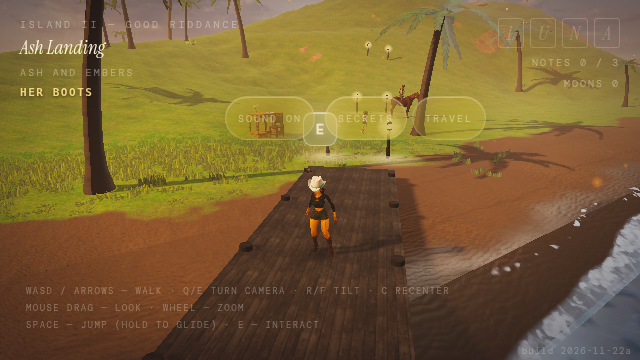 ISLAND II — GOOD RIDDANCE
Ash Landing
ASH AND EMBERS
HER BOOTS
L U N A
NOTES 0 / 3
MOONS 0
SOUND ON
SECRETS
TRAVEL
E
WASD / ARROWS — WALK · Q/E TURN CAMERA · R/F TILT · C RECENTER
MOUSE DRAG — LOOK · WHEEL — ZOOM
SPACE — JUMP (HOLD TO GLIDE) · E — INTERACT
build 2026-11-22a